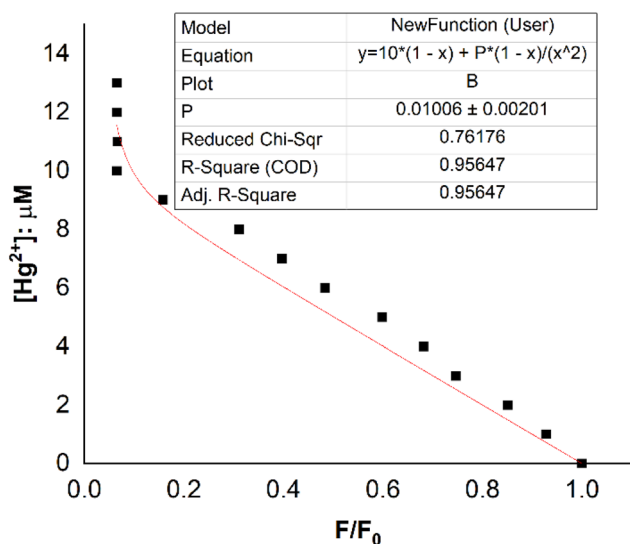 Model NewFunction (User)
Equation y=10*(1 - x) + P*(1 - x)/(x^2)
Plot B
P 0.01006 ± 0.00201
Reduced Chi-Sqr 0.76176
R-Square (COD) 0.95647
Adj. R-Square 0.95647
[Hg²⁺]: μM
14
12
10
8
6
4
2
0
0.0 0.2 0.4 0.6 0.8 1.0
F/F₀